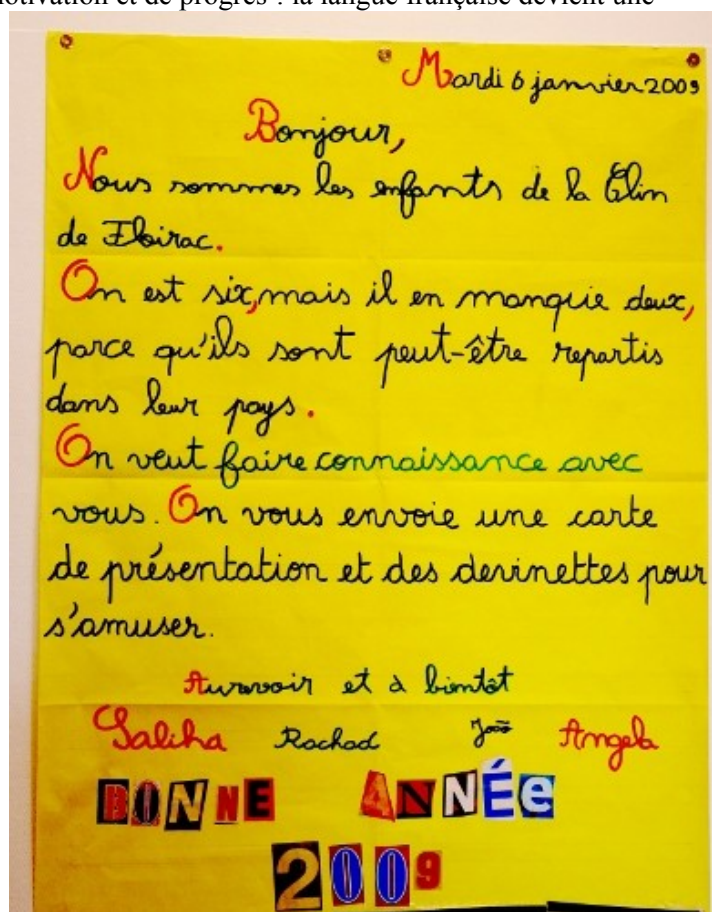 motivation et de progrès : la langue française devient une
Mardi 6 janvier 2009
Bonjour,
Nous sommes les enfants de la Clin
de Floirac.
On est six, mais il en manque deux,
parce qu'ils sont peut-être repartis
dans leur pays.
On veut faire connaissance avec
vous. On vous envoie une carte
de présentation et des devinettes pour
s'amuser.
Aurevoir et à bientôt
Saliha Rachad João Angela
BONNE ANNÉe
2009